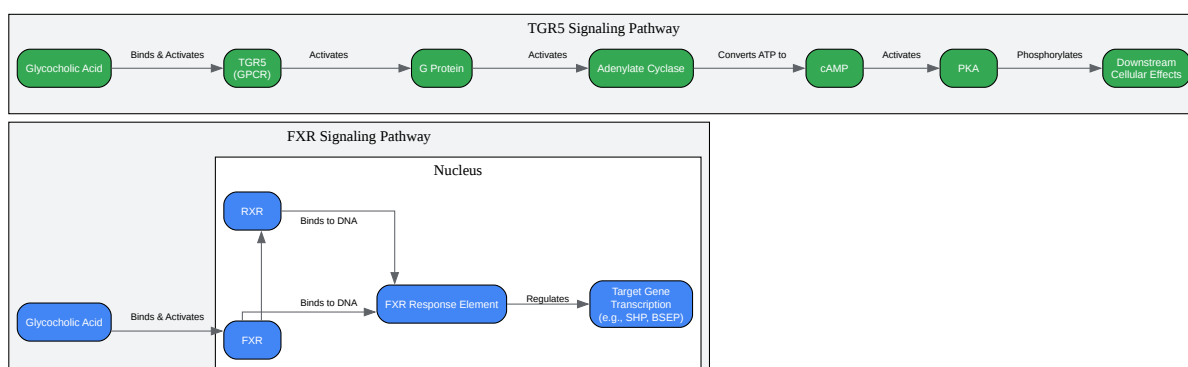 TGR5 Signaling Pathway
Glycocholic Acid
Binds & Activates
TGR5
(GPCR)
Activates
G Protein
Activates
Adenylate Cyclase
Converts ATP to
cAMP
Activates
PKA
Phosphorylates
Downstream
Cellular Effects
FXR Signaling Pathway
Nucleus
RXR
Binds to DNA
Glycocholic Acid
Binds & Activates
FXR
Binds to DNA
FXR Response Element
Regulates
Target Gene
Transcription
(e.g., SHP, BSEP)